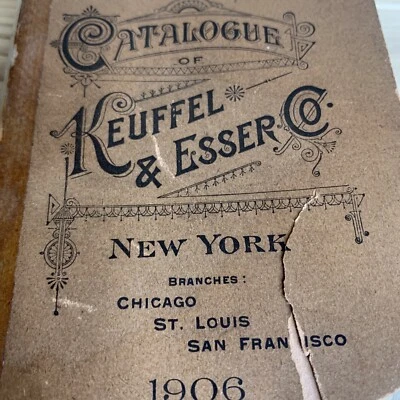 CATALOGUE
OF
KEUFFEL
& ESSER CO.
NEW YORK
BRANCHES:
CHICAGO
ST. LOUIS
SAN FRANCISCO
1906